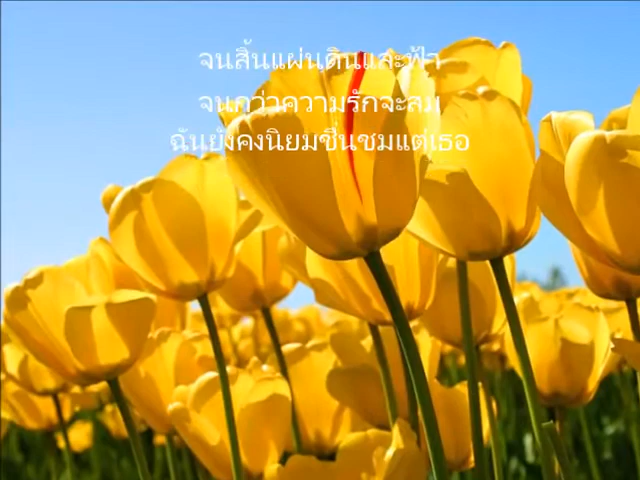 จนสิ้นแผ่นดินและฟ้า
จนกว่าความรักจะล่ม
ฉันยังคงนิยมชื่นชมแต่เธอ